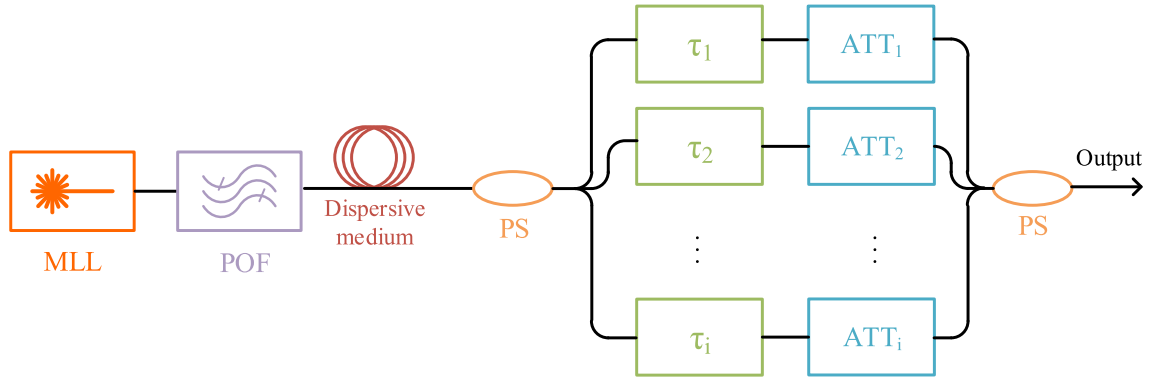 MLL
POF
Dispersive
medium
PS
τ₁
ATT₁
τ₂
ATT₂
τᵢ
ATTᵢ
PS
Output